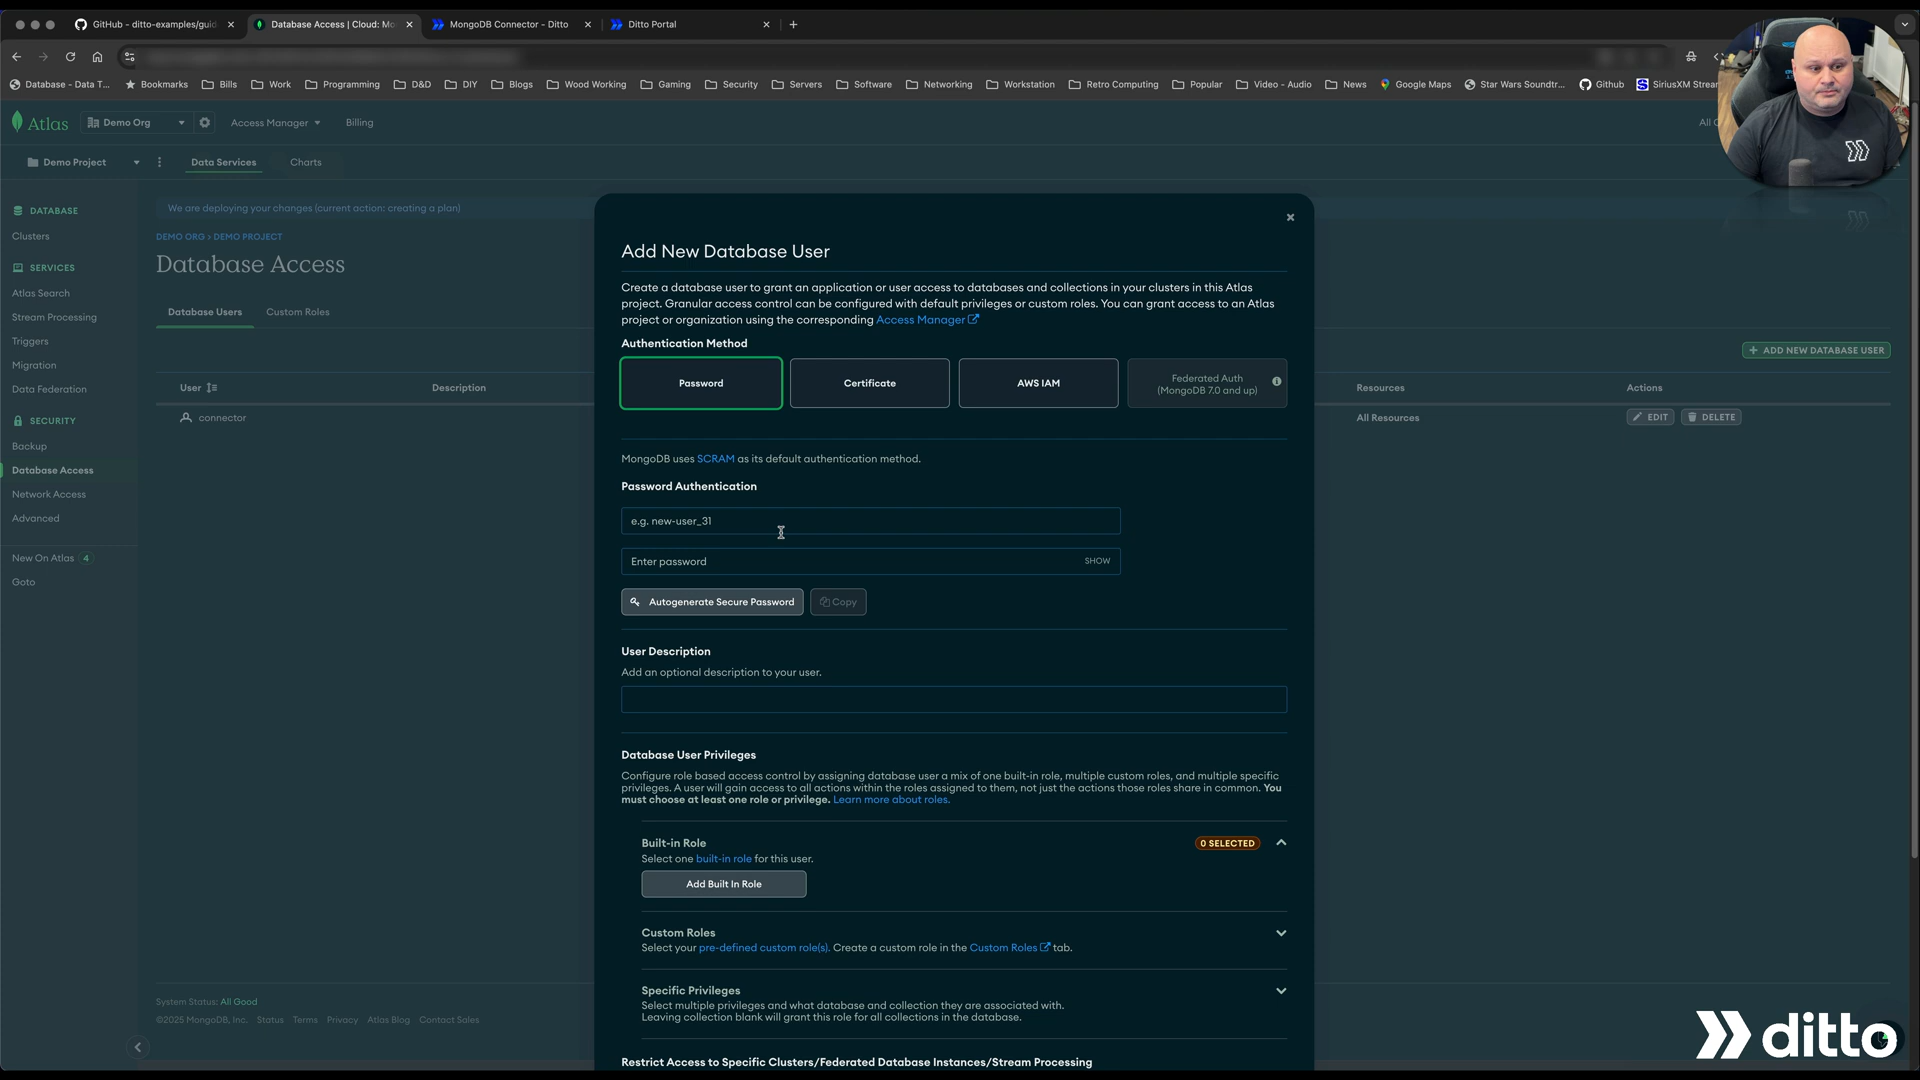 GitHub - ditto-examples/guid
Database Access | Cloud: Mo
MongoDB Connector - Ditto
Ditto Portal
Database - Data T...
Bookmarks
Bills
Work
Programming
D&D
DIY
Blogs
Wood Working
Gaming
Security
Servers
Software
Networking
Workstation
Retro Computing
Popular
Video - Audio
News
Google Maps
Star Wars Soundtr...
Github
SiriusXM Strea
Atlas
Demo Org
Access Manager
Billing
Demo Project
Data Services
Charts
DATABASE
Clusters
SERVICES
Atlas Search
Stream Processing
Triggers
Migration
Data Federation
SECURITY
Backup
Database Access
Network Access
Advanced
New On Atlas 4
Goto
We are deploying your changes (current action: creating a plan)
DEMO ORG > DEMO PROJECT
Database Access
Database Users
Custom Roles
+ ADD NEW DATABASE USER
User
Description
Resources
Actions
connector
All Resources
EDIT
DELETE
System Status: All Good
©2025 MongoDB, Inc. Status Terms Privacy Atlas Blog Contact Sales
Add New Database User
Create a database user to grant an application or user access to databases and collections in your clusters in this Atlas
project. Granular access control can be configured with default privileges or custom roles. You can grant access to an Atlas
project or organization using the corresponding Access Manager
Authentication Method
Password
Certificate
AWS IAM
Federated Auth
(MongoDB 7.0 and up)
MongoDB uses SCRAM as its default authentication method.
Password Authentication
e.g. new-user_31
Enter password
SHOW
Autogenerate Secure Password
Copy
User Description
Add an optional description to your user.
Database User Privileges
Configure role based access control by assigning database user a mix of one built-in role, multiple custom roles, and multiple specific
privileges. A user will gain access to all actions within the roles assigned to them, not just the actions those roles share in common. You
must choose at least one role or privilege. Learn more about roles.
Built-in Role
0 SELECTED
Select one built-in role for this user.
Add Built In Role
Custom Roles
Select your pre-defined custom role(s). Create a custom role in the Custom Roles tab.
Specific Privileges
Select multiple privileges and what database and collection they are associated with.
Leaving collection blank will grant this role for all collections in the database.
Restrict Access to Specific Clusters/Federated Database Instances/Stream Processing
ditto